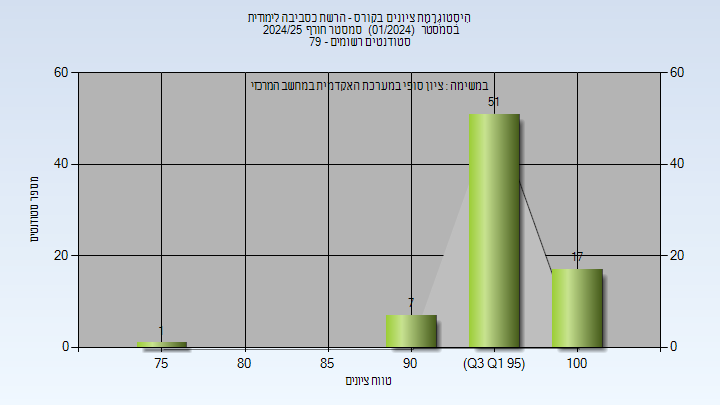 היסטוגרמת ציונים בקורס - הרשת כסביבה לימודית
בסמסטר (01/2024) סמסטר חורף 2024/25
סטודנטים רשומים - 79
במשימה : ציון סופי במערכת האקדמית במחשב המרכזי
מספר סטודנטים
60
40
20
0
60
40
20
0
1
7
51
17
75
80
85
90
(Q3 Q1 95)
100
טווח ציונים